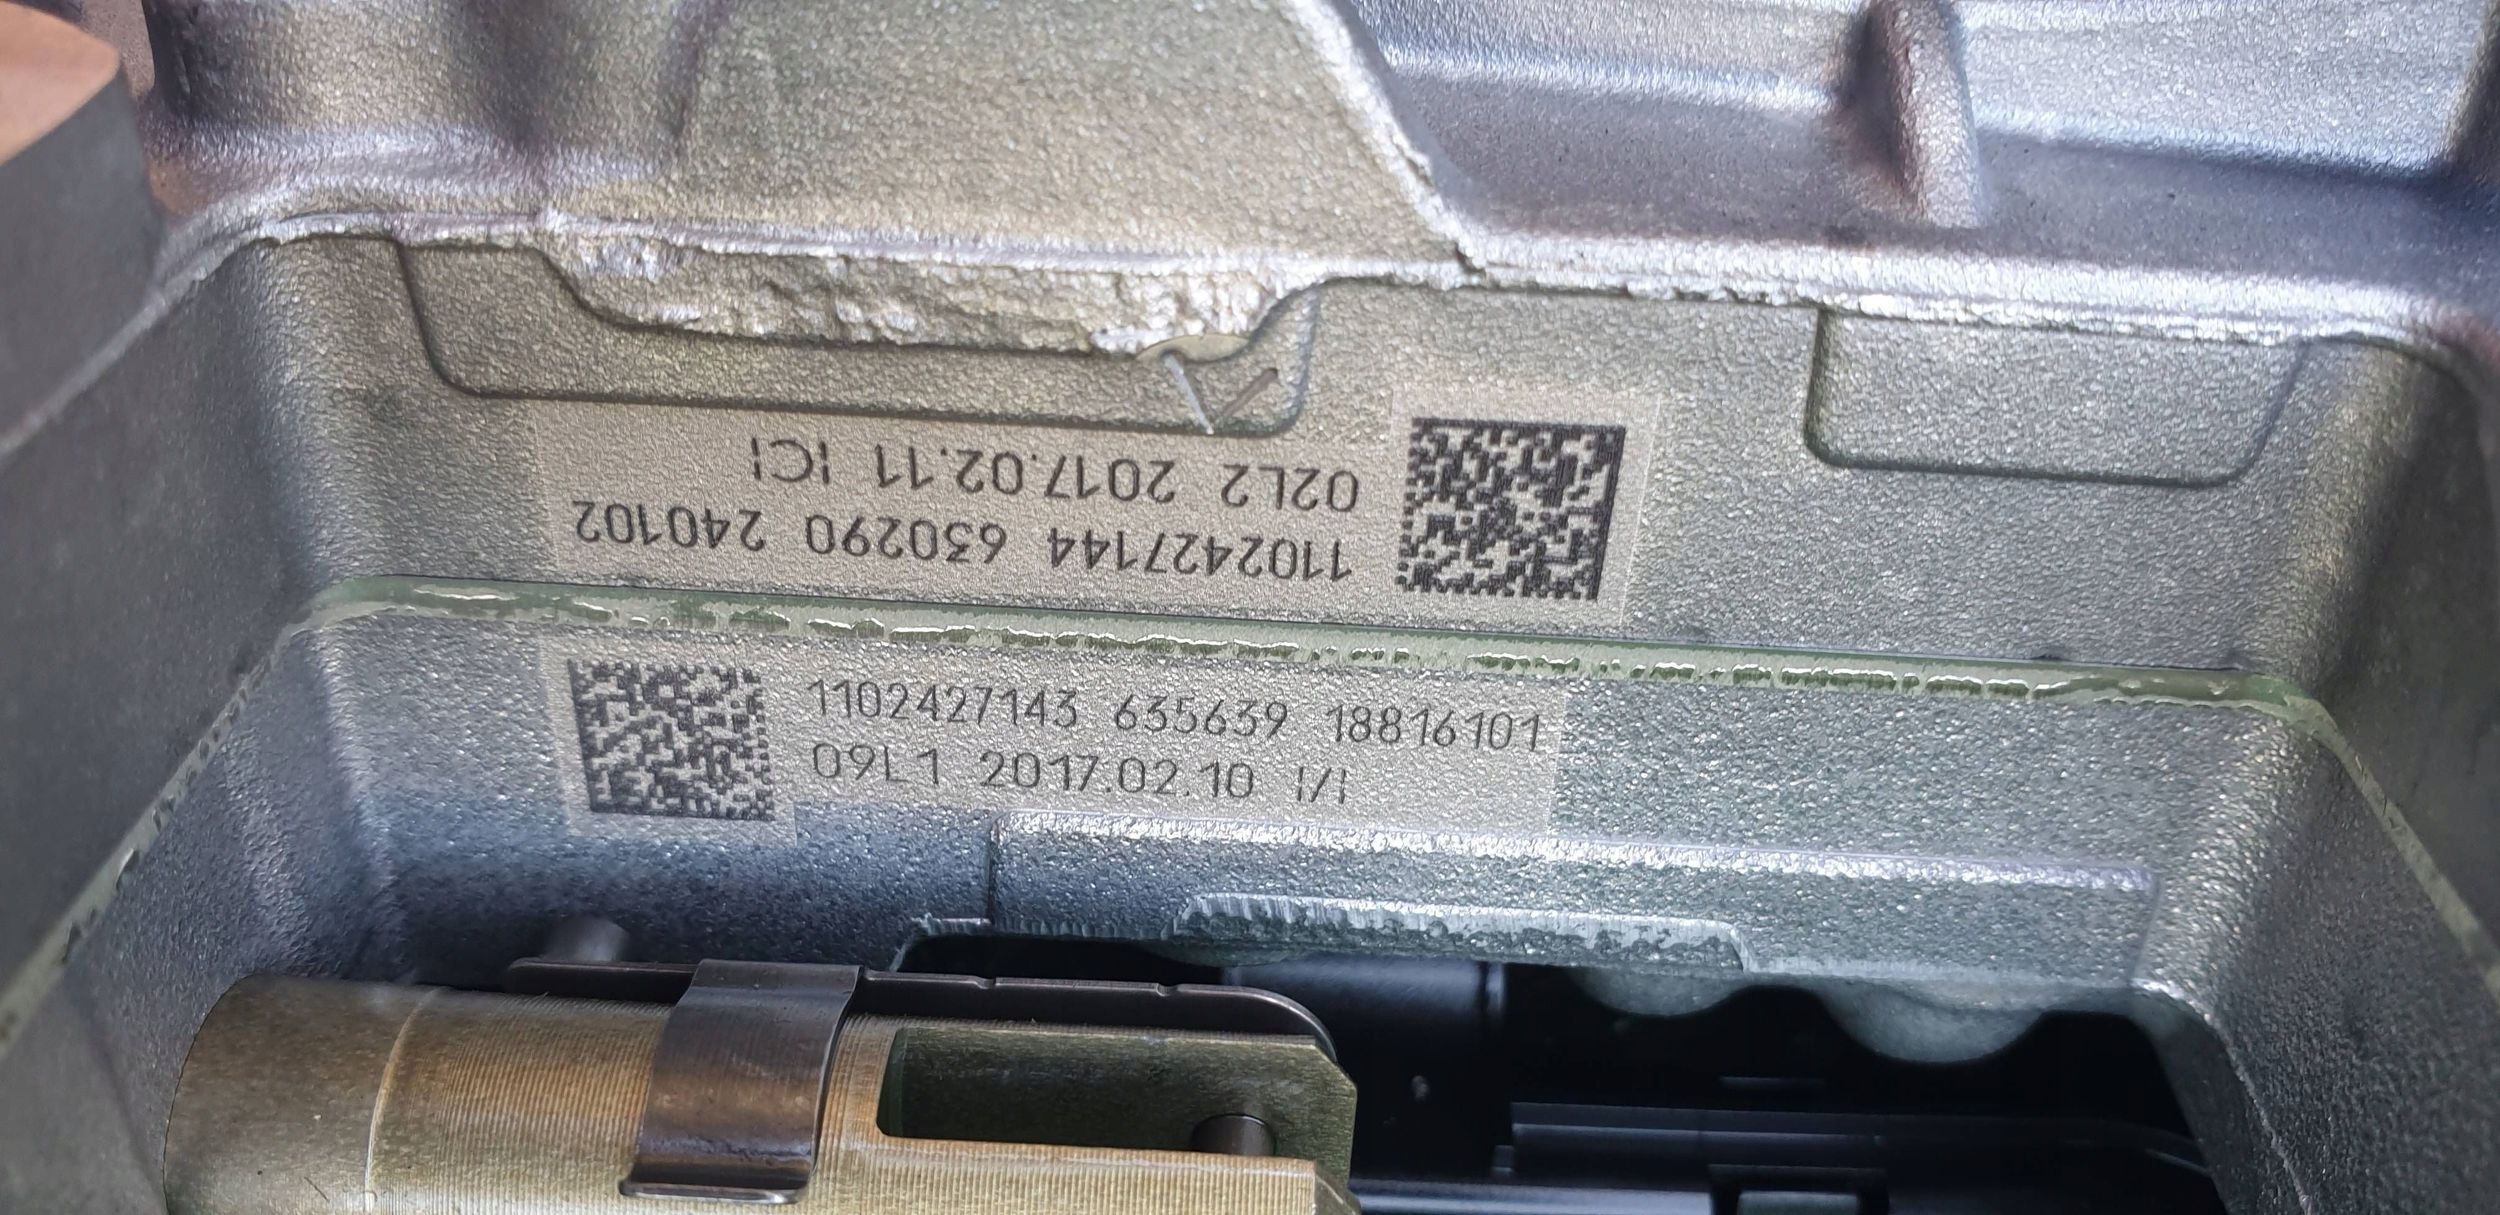 1102427144 630290 240102
02L2 2017.02.11 |C|
1102427143 635639 18816101
09L1 2017.02.10 |/|